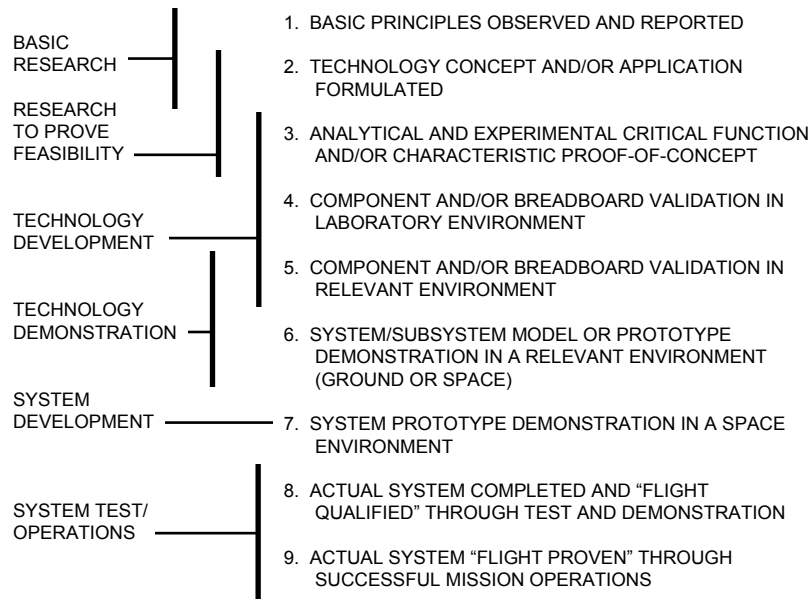 BASIC
RESEARCH
RESEARCH
TO PROVE
FEASIBILITY
TECHNOLOGY
DEVELOPMENT
TECHNOLOGY
DEMONSTRATION
SYSTEM
DEVELOPMENT
SYSTEM TEST/
OPERATIONS
1. BASIC PRINCIPLES OBSERVED AND REPORTED
2. TECHNOLOGY CONCEPT AND/OR APPLICATION
FORMULATED
3. ANALYTICAL AND EXPERIMENTAL CRITICAL FUNCTION
AND/OR CHARACTERISTIC PROOF-OF-CONCEPT
4. COMPONENT AND/OR BREADBOARD VALIDATION IN
LABORATORY ENVIRONMENT
5. COMPONENT AND/OR BREADBOARD VALIDATION IN
RELEVANT ENVIRONMENT
6. SYSTEM/SUBSYSTEM MODEL OR PROTOTYPE
DEMONSTRATION IN A RELEVANT ENVIRONMENT
(GROUND OR SPACE)
7. SYSTEM PROTOTYPE DEMONSTRATION IN A SPACE
ENVIRONMENT
8. ACTUAL SYSTEM COMPLETED AND “FLIGHT
QUALIFIED” THROUGH TEST AND DEMONSTRATION
9. ACTUAL SYSTEM “FLIGHT PROVEN” THROUGH
SUCCESSFUL MISSION OPERATIONS